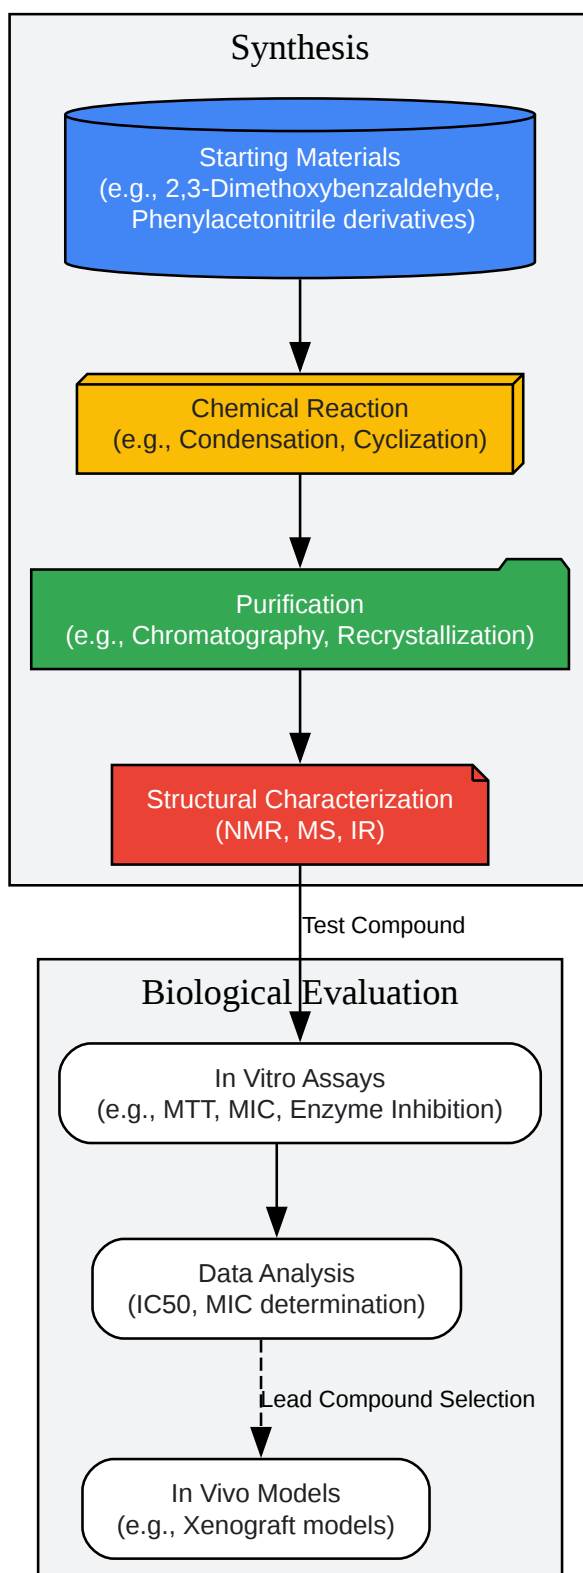 Synthesis
Starting Materials
(e.g., 2,3-Dimethoxybenzaldehyde,
Phenylacetonitrile derivatives)
Chemical Reaction
(e.g., Condensation, Cyclization)
Purification
(e.g., Chromatography, Recrystallization)
Structural Characterization
(NMR, MS, IR)
Test Compound
Biological Evaluation
In Vitro Assays
(e.g., MTT, MIC, Enzyme Inhibition)
Data Analysis
(IC50, MIC determination)
Lead Compound Selection
In Vivo Models
(e.g., Xenograft models)